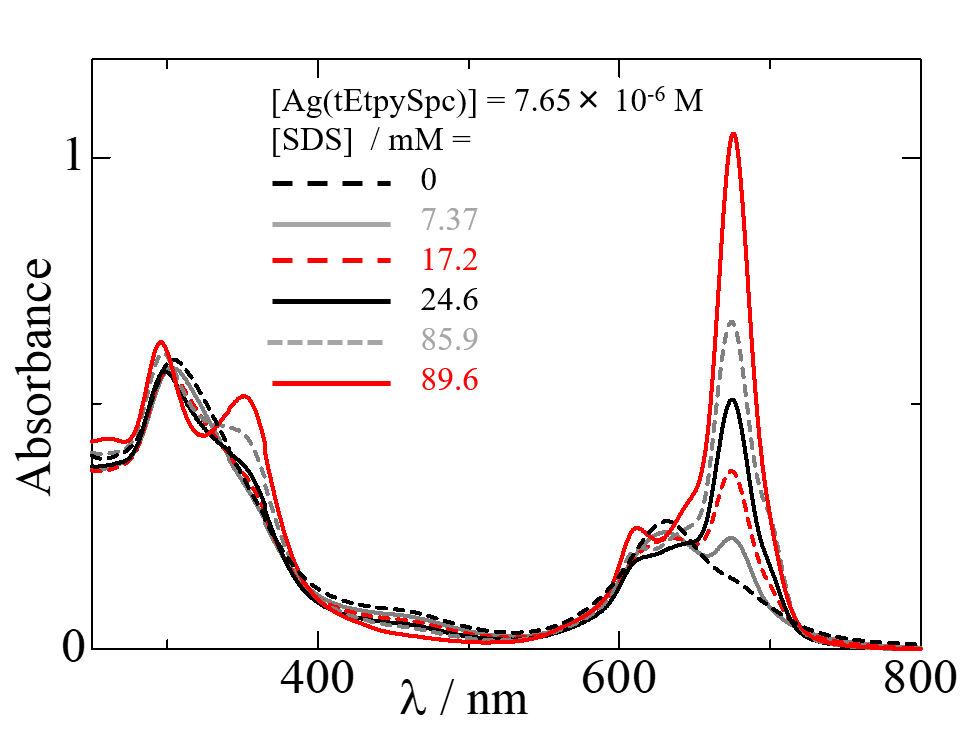 [Ag(tEtpySpc)] = 7.65× 10-6 M
[SDS] / mM =
0
7.37
17.2
24.6
85.9
89.6
1
0
Absorbance
400
600
800
λ / nm